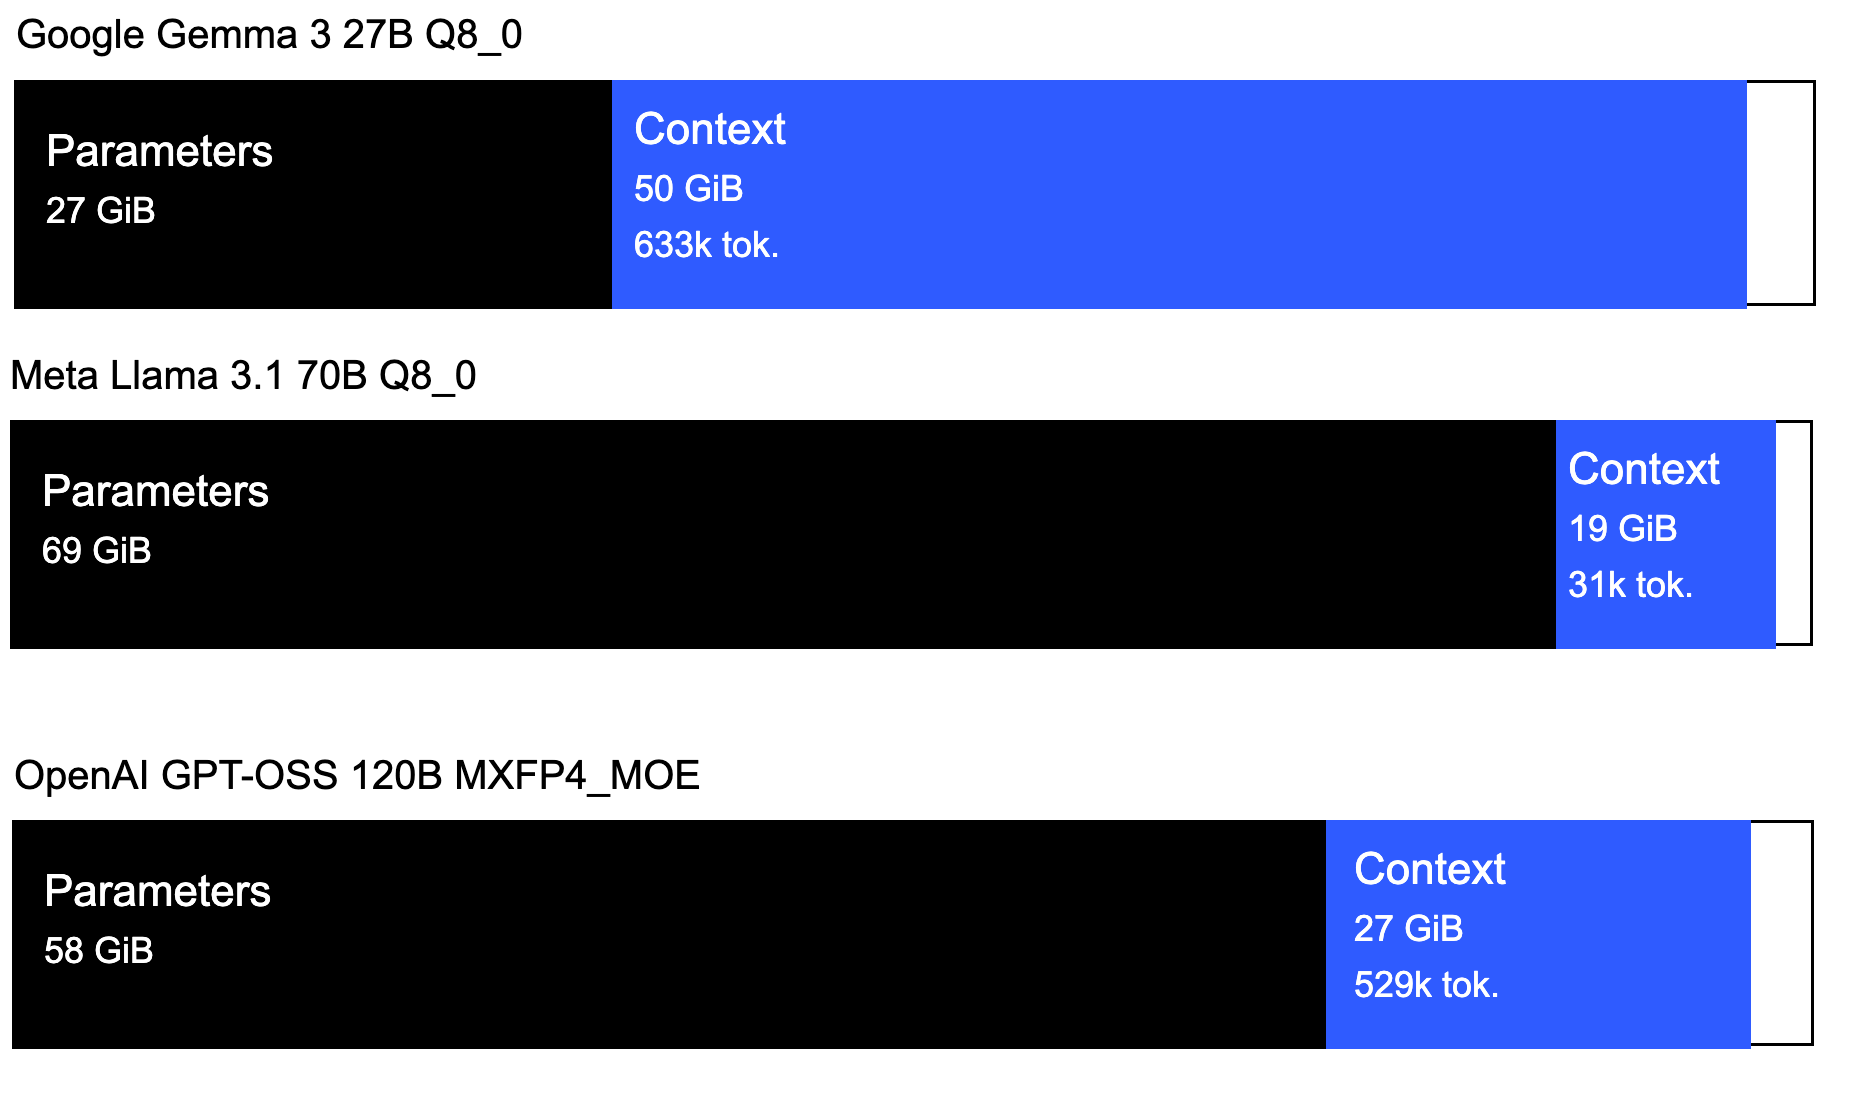 Google Gemma 3 27B Q8_0
Parameters
27 GiB
Context
50 GiB
633k tok.
Meta Llama 3.1 70B Q8_0
Parameters
69 GiB
Context
19 GiB
31k tok.
OpenAI GPT-OSS 120B MXFP4_MOE
Parameters
58 GiB
Context
27 GiB
529k tok.